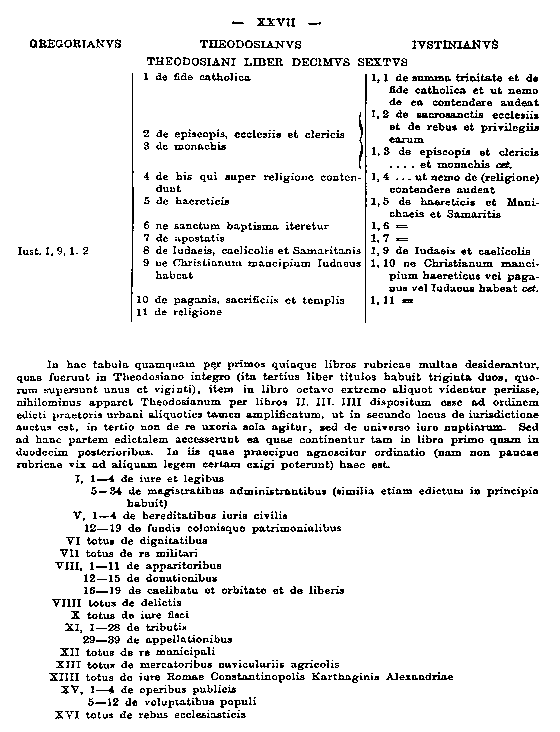 — XXVII —
GREGORIANVS THEODOSIANVS IVSTINIANVS
THEODOSIANI LIBER DECIMVS SEXTVS
1 de fide catholica
2 de episcopis, ecclesiis et clericis
3 de monachis
4 de his qui super religione conten-
dunt
5 de haereticis
6 ne sanctum baptisma iteretur
7 de apostatis
Iust. I, 9, 1. 2
8 de Iudaeis, caelicolis et Samaritanis
9 ne Christianum mancipium Iudaeus
habeat
10 de paganis, sacrificiis et templis
11 de religione
I, 1 de summa trinitate et de
fide catholica et ut nemo
de ea contendere audeat
I, 2 de sacrosanctis ecclesiis
et de rebus et privilegiis
earum
I, 3 de episcopis et clericis
.... et monachis cet.
I, 4 ... ut nemo de (religione)
contendere audeat
I, 5 de haereticis et Mani-
chaeis et Samaritis
I, 6 =
I, 7 =
I, 9 de Iudaeis et caelicolis
I, 10 ne Christianum manci-
pium haereticus vel paga-
nus vel Iudaeus habeat cet.
I, 11 =
In hac tabula quamquam per primos quinque libros rubricae multae desiderantur,
quae fuerunt in Theodosiano integro (ita tertius liber titulos habuit triginta duos, quo-
rum supersunt unus et viginti), item in libro octavo extremo aliquot videntur periisse,
nihilominus apparet Theodosianum per libros II. III. IIII dispositum esse ad ordinem
edicti praetoris urbani aliquoties tamen amplificatum, ut in secundo locus de iurisdictione
auctus est, in tertio non de re uxoria sola agitur, sed de universo iure nuptiarum. Sed
ad hanc partem edictalem accesserunt ea quae continentur tam in libro primo quam in
duodecim posterioribus. In iis quae praecipue agnoscitur ordinatio (nam non paucae
rubricae vix ad aliquam legem certam exigi poterunt) haec est.
I, 1—4 de iure et legibus
5—34 de magistratibus administrantibus (similia etiam edictum in principio
habuit)
V, 1—4 de hereditatibus iuris civilis
12—19 de fundis colonisque patrimonialibus
VI totus de dignitatibus
VII totus de re militari
VIII, 1—11 de apparitoribus
12—15 de donationibus
16—19 de caelibatu et orbitate et de liberis
VIIII totus de delictis
X totus de iure fisci
XI, 1—28 de tributis
29—39 de appellationibus
XII totus de re municipali
XIII totus de mercatoribus naviculariis agricolis
XIIII totus de iure Romae Constantinopolis Karthaginis Alexandriae
XV, 1—4 de operibus publicis
5—12 de voluptatibus populi
XVI totus de rebus ecclesiasticis